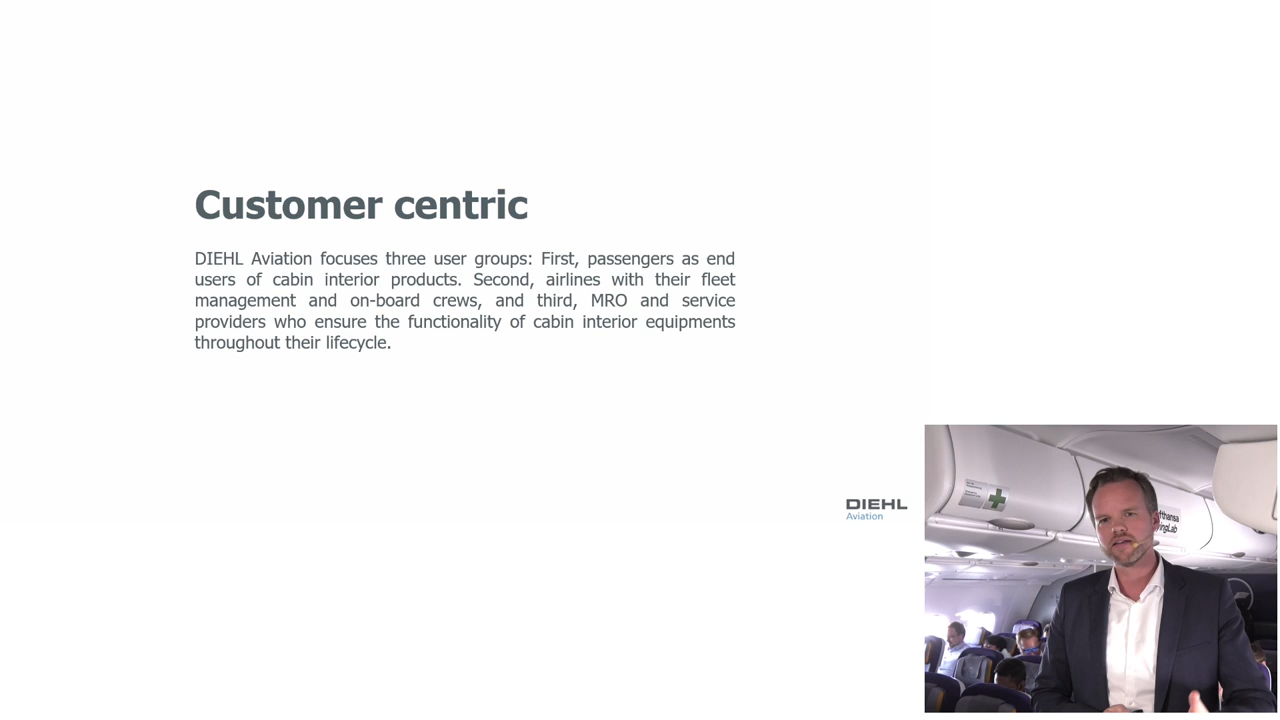 Customer centric
DIEHL Aviation focuses three user groups: First, passengers as end
users of cabin interior products. Second, airlines with their fleet
management and on-board crews, and third, MRO and service
providers who ensure the functionality of cabin interior equipments
throughout their lifecycle.
DIEHL
Aviation